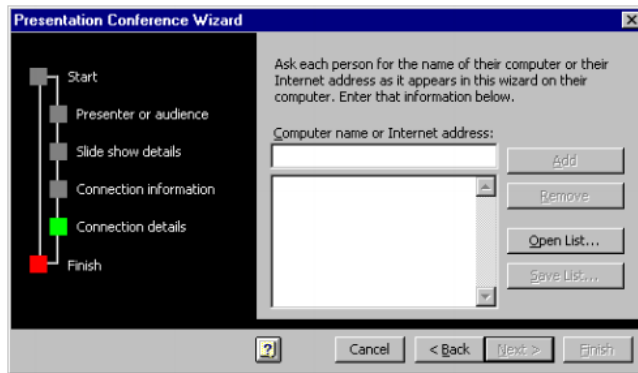 Presentation Conference Wizard
Start
Presenter or audience
Slide show details
Connection information
Connection details
Finish
Ask each person for the name of their computer or their
Internet address as it appears in this wizard on their
computer. Enter that information below.
Computer name or Internet address:
Add
Remove
Open List...
Save List...
?
Cancel
< Back
Next >
Finish